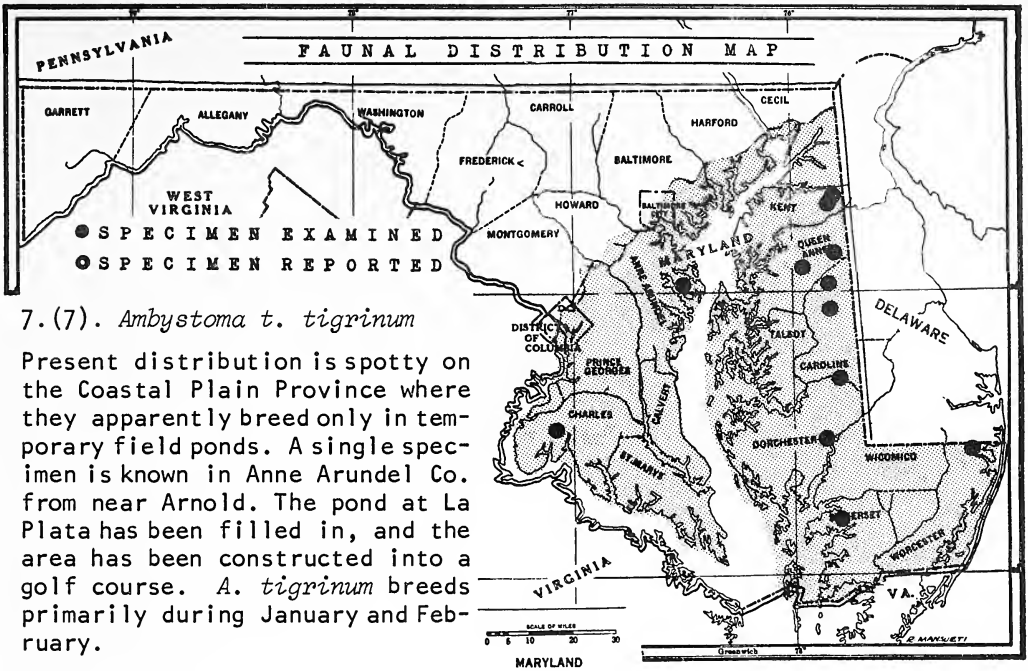 79° 78° 77° 76°
PENNSYLVANIA
FAUNAL DISTRIBUTION MAP
GARRETT
ALLEGANY
WASHINGTON
CARROLL
CECIL
HARFORD
FREDERICK
BALTIMORE
WEST
VIRGINIA
HOWARD
BALTIMORE
CITY
KENT
MONTGOMERY
MARYLAND
SPECIMEN EXAMINED
SPECIMEN REPORTED
QUEEN
ANNE
ANNE ARUNDEL
7.(7). Ambystoma t. tigrinum
DISTRICT
OF
COLUMBIA
TALBOT
DELAWARE
PRINCE
GEORGES
CAROLINE
CALVERT
CHARLES
DORCHESTER
WICOMICO
ST. MARYS
SOMERSET
WORCESTER
VIRGINIA
VA.
Present distribution is spotty on
the Coastal Plain Province where
they apparently breed only in tem-
porary field ponds. A single spec-
imen is known in Anne Arundel Co.
from near Arnold. The pond at La
Plata has been filled in, and the
area has been constructed into a
golf course. A. tigrinum breeds
primarily during January and Feb-
ruary.
SCALE OF MILES
0 5 10 20 30
MARYLAND
Greenwich
76°
R. MANSUETI